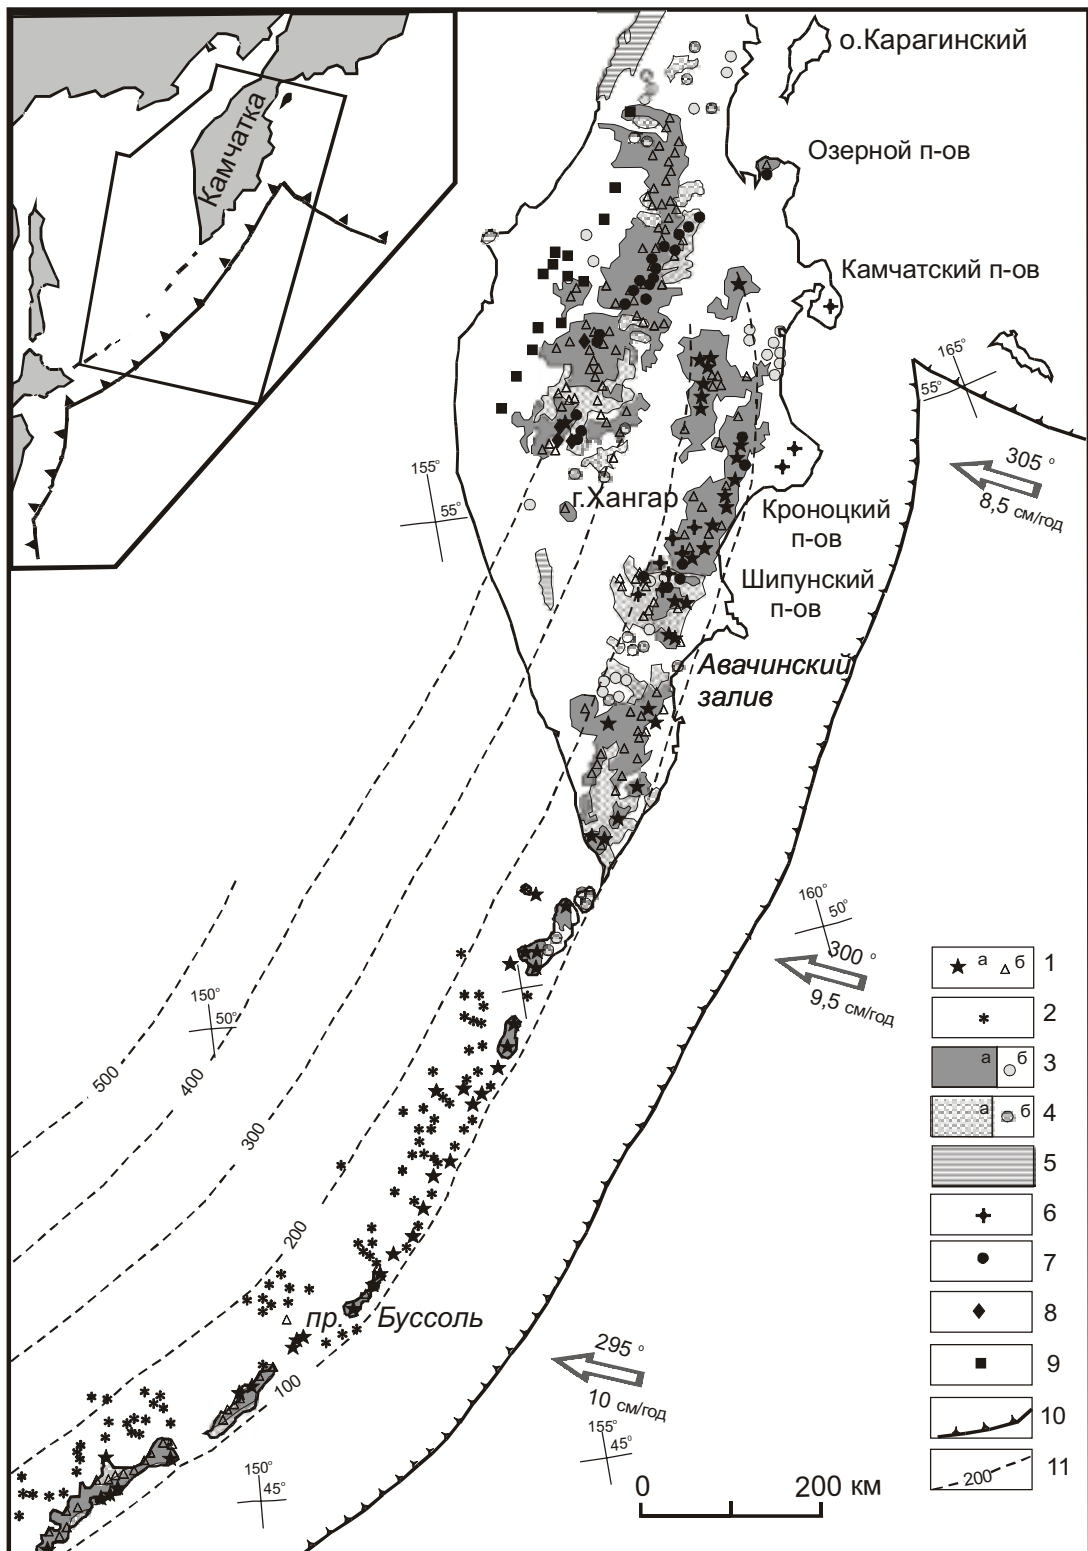 о.Карагинский
Камчатка
Озерной п-ов
Камчатский п-ов
165°
55°
305 °
8,5 см/год
155°
55°
г.Хангар
Кроноцкий
п-ов
Шипунский
п-ов
Авачинский
залив
160°
50°
300 °
9,5 см/год
150°
50°
500
400
300
200
100
пр. Буссоль
295 °
10 см/год
155°
45°
150°
45°
0 200 км
а б 1
2
а б 3
а б 4
5
6
7
8
9
10
200 11